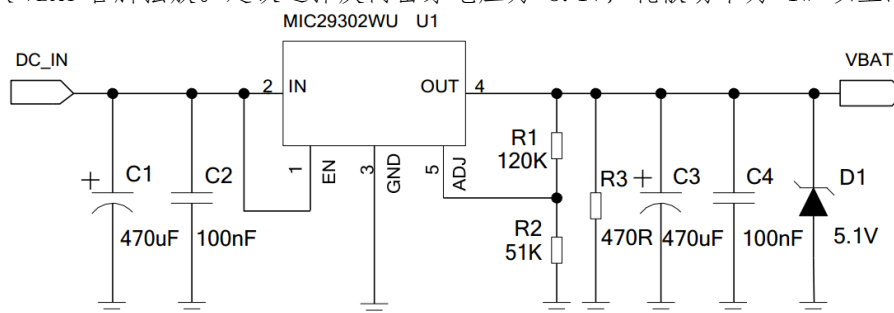 MIC29302WU U1
DC_IN
VBAT
2 IN
OUT 4
1 EN
3 GND
5 ADJ
R1
120K
R2
51K
C1
470uF
C2
100nF
R3
470R
C3
470uF
C4
100nF
D1
5.1V
+
+